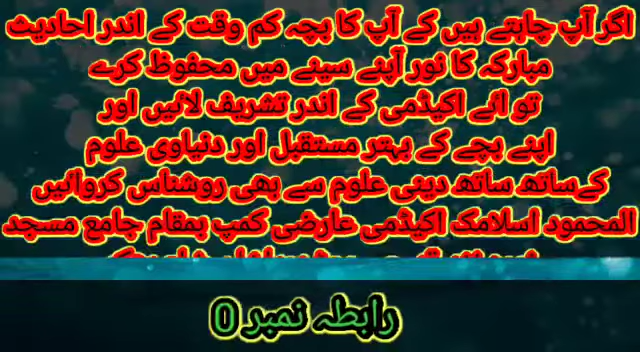 اگر آپ چاہتے ہیں کے آپ کا بچہ کم وقت کے اندر احادیث
مبارکہ کا نور آپنے سینے میں محفوظ کرے
تو ائے اکیڈمی کے اندر تشریف لائیں اور
اپنے بچے کے بہتر مستقبل اور دنیاوی علوم
کےساتھ ساتھ دینی علوم سے بھی روشناس کروائیں
المحمود اسلامک اکیڈمی عارضی کمپ بمقام جامع مسجد
رابطہ نمبر 0